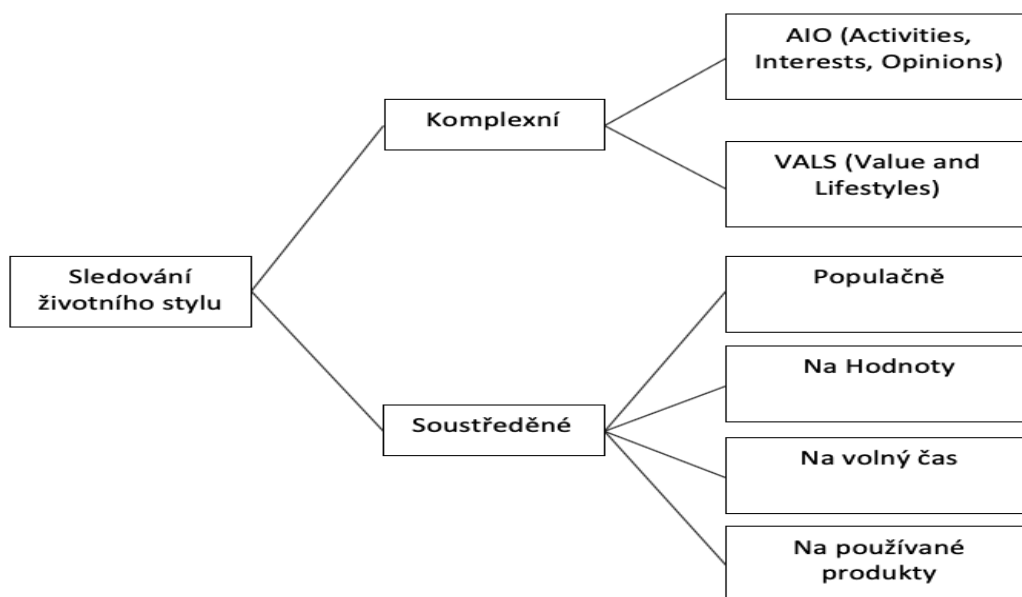 AIO (Activities,
Interests, Opinions)
Komplexní
VALS (Value and
Lifestyles)
Sledování
životního stylu
Populačně
Na Hodnoty
Soustředěné
Na volný čas
Na používané
produkty